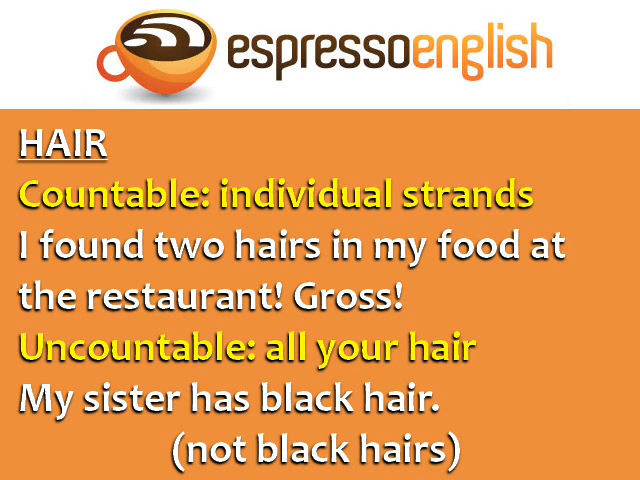 espressoenglish
HAIR
Countable: individual strands
I found two hairs in my food at
the restaurant! Gross!
Uncountable: all your hair
My sister has black hair.
(not black hairs)